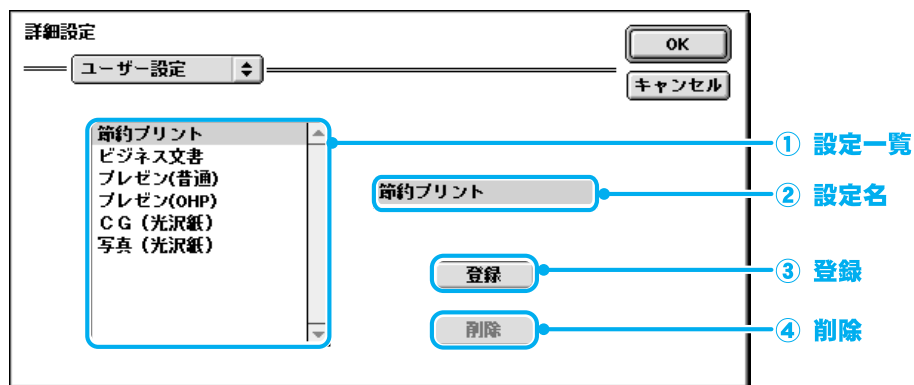 詳細設定
ユーザー設定
OK
キャンセル
節約プリント
ビジネス文書
プレゼン(普通)
プレゼン(OHP)
CG（光沢紙）
写真（光沢紙）
節約プリント
登録
削除
① 設定一覧
② 設定名
③ 登録
④ 削除